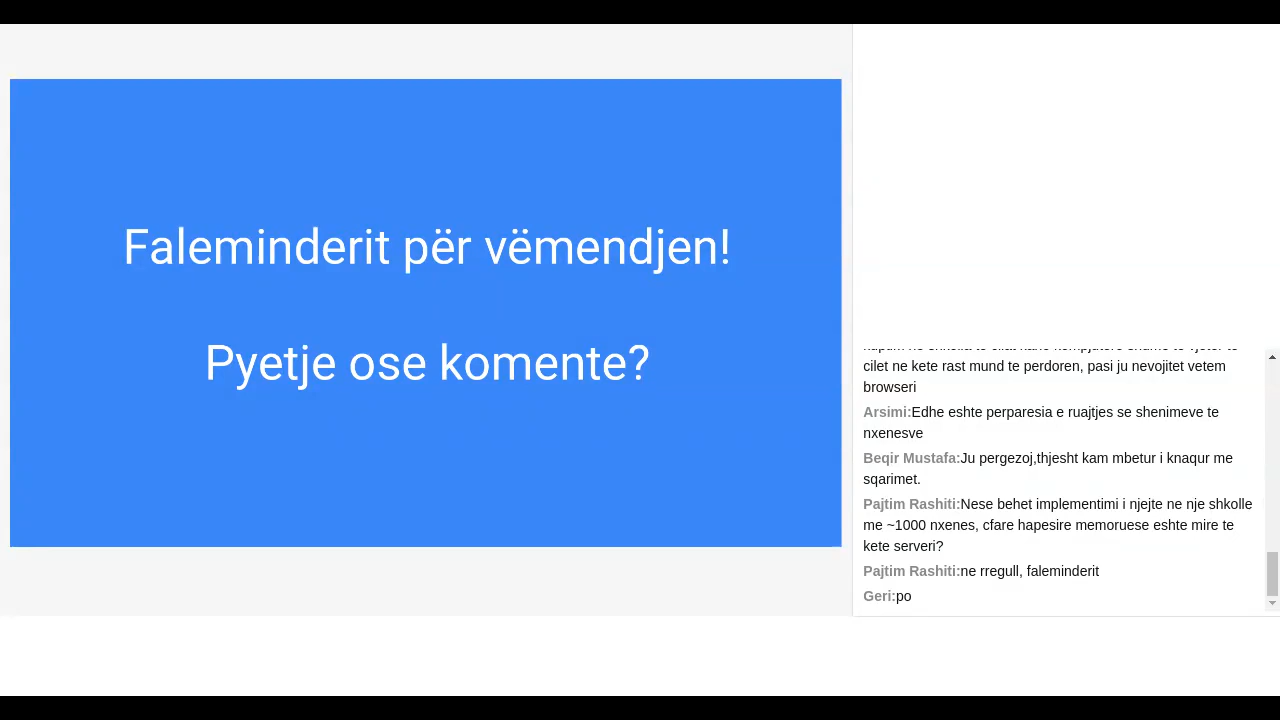 Faleminderit për vëmendjen!
Pyetje ose komente?
cilet ne kete rast mund te perdoren, pasi ju nevojitet vetem
browseri
Arsimi:Edhe eshte perparesia e ruajtjes se shenimeve te
nxenesve
Beqir Mustafa:Ju pergezoj,thjesht kam mbetur i knaqur me
sqarimet.
Pajtim Rashiti:Nese behet implementimi i njejte ne nje shkolle
me ~1000 nxenes, cfare hapesire memoruese eshte mire te
kete serveri?
Pajtim Rashiti:ne rregull, faleminderit
Geri:po